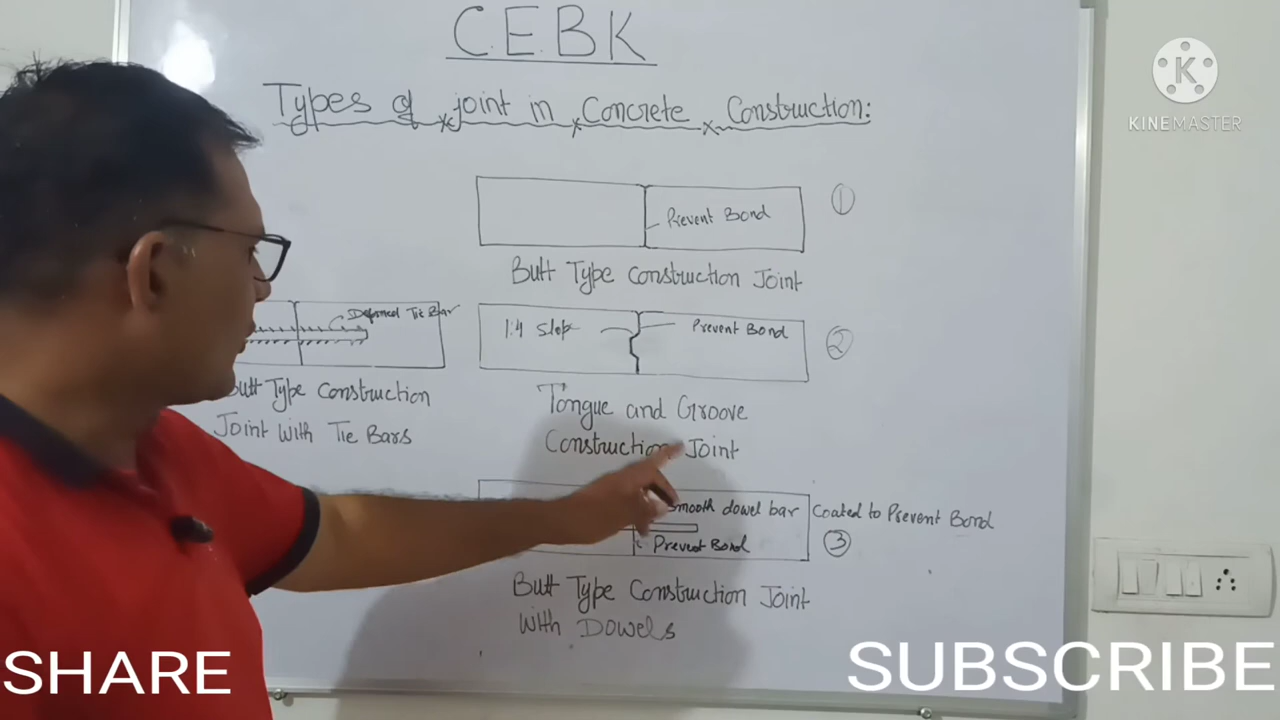 C.E.B.K
Types of joint in Concrete Construction:
K
KINEMASTER
1
Prevent Bond
Butt Type Construction Joint
Deformed Tie Bar
Butt Type Construction
Joint With Tie Bars
1:4 Slop
Prevent Bond
2
Tongue and Groove
Construction Joint
Smooth dowel bar
Coated to Prevent Bond
Prevent Bond
3
Butt Type Construction Joint
With Dowels
SHARE
SUBSCRIBE